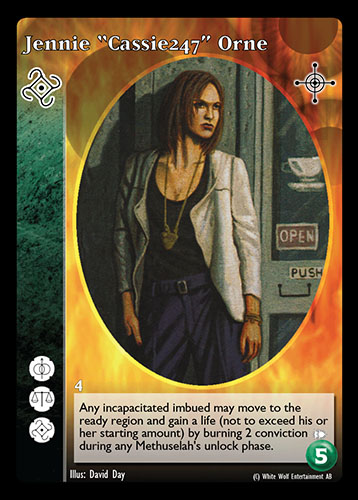 Jennie "Cassie247" Orne
OPEN
PUSH
4
Any incapacitated imbued may move to the
ready region and gain a life (not to exceed his or
her starting amount) by burning 2 conviction
during any Methuselah's unlock phase.
5
Illus: David Day
(C) White Wolf Entertainment AB